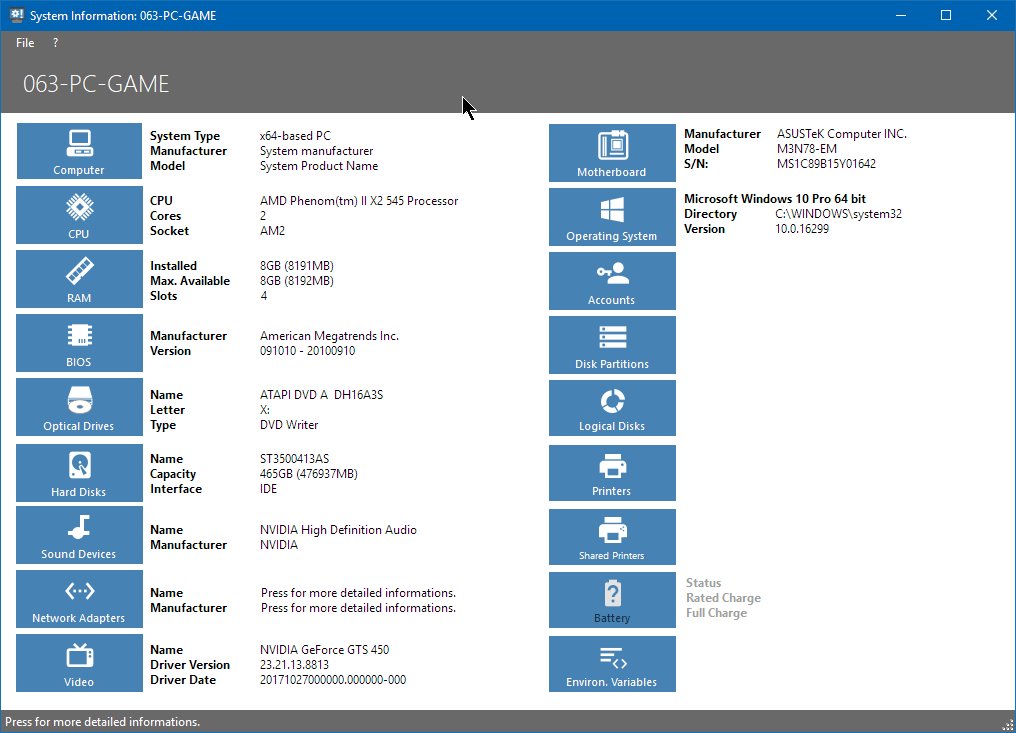 System Information: 063-PC-GAME
File ?
063-PC-GAME
Computer
System Type x64-based PC
Manufacturer System manufacturer
Model System Product Name
CPU
CPU AMD Phenom(tm) II X2 545 Processor
Cores 2
Socket AM2
RAM
Installed 8GB (8191MB)
Max. Available 8GB (8192MB)
Slots 4
BIOS
Manufacturer American Megatrends Inc.
Version 091010 - 20100910
Optical Drives
Name ATAPI DVD A  DH16A3S
Letter X:
Type DVD Writer
Hard Disks
Name ST3500413AS
Capacity 465GB (476937MB)
Interface IDE
Sound Devices
Name NVIDIA High Definition Audio
Manufacturer NVIDIA
Network Adapters
Name Press for more detailed informations.
Manufacturer Press for more detailed informations.
Video
Name NVIDIA GeForce GTS 450
Driver Version 23.21.13.8813
Driver Date 20171027000000.000000-000
Motherboard
Manufacturer ASUSTeK Computer INC.
Model M3N78-EM
S/N: MS1C89B15Y01642
Operating System
Microsoft Windows 10 Pro 64 bit
Directory C:\WINDOWS\system32
Version 10.0.16299
Accounts
Disk Partitions
Logical Disks
Printers
Shared Printers
Battery
Status
Rated Charge
Full Charge
Environ. Variables
Press for more detailed informations.